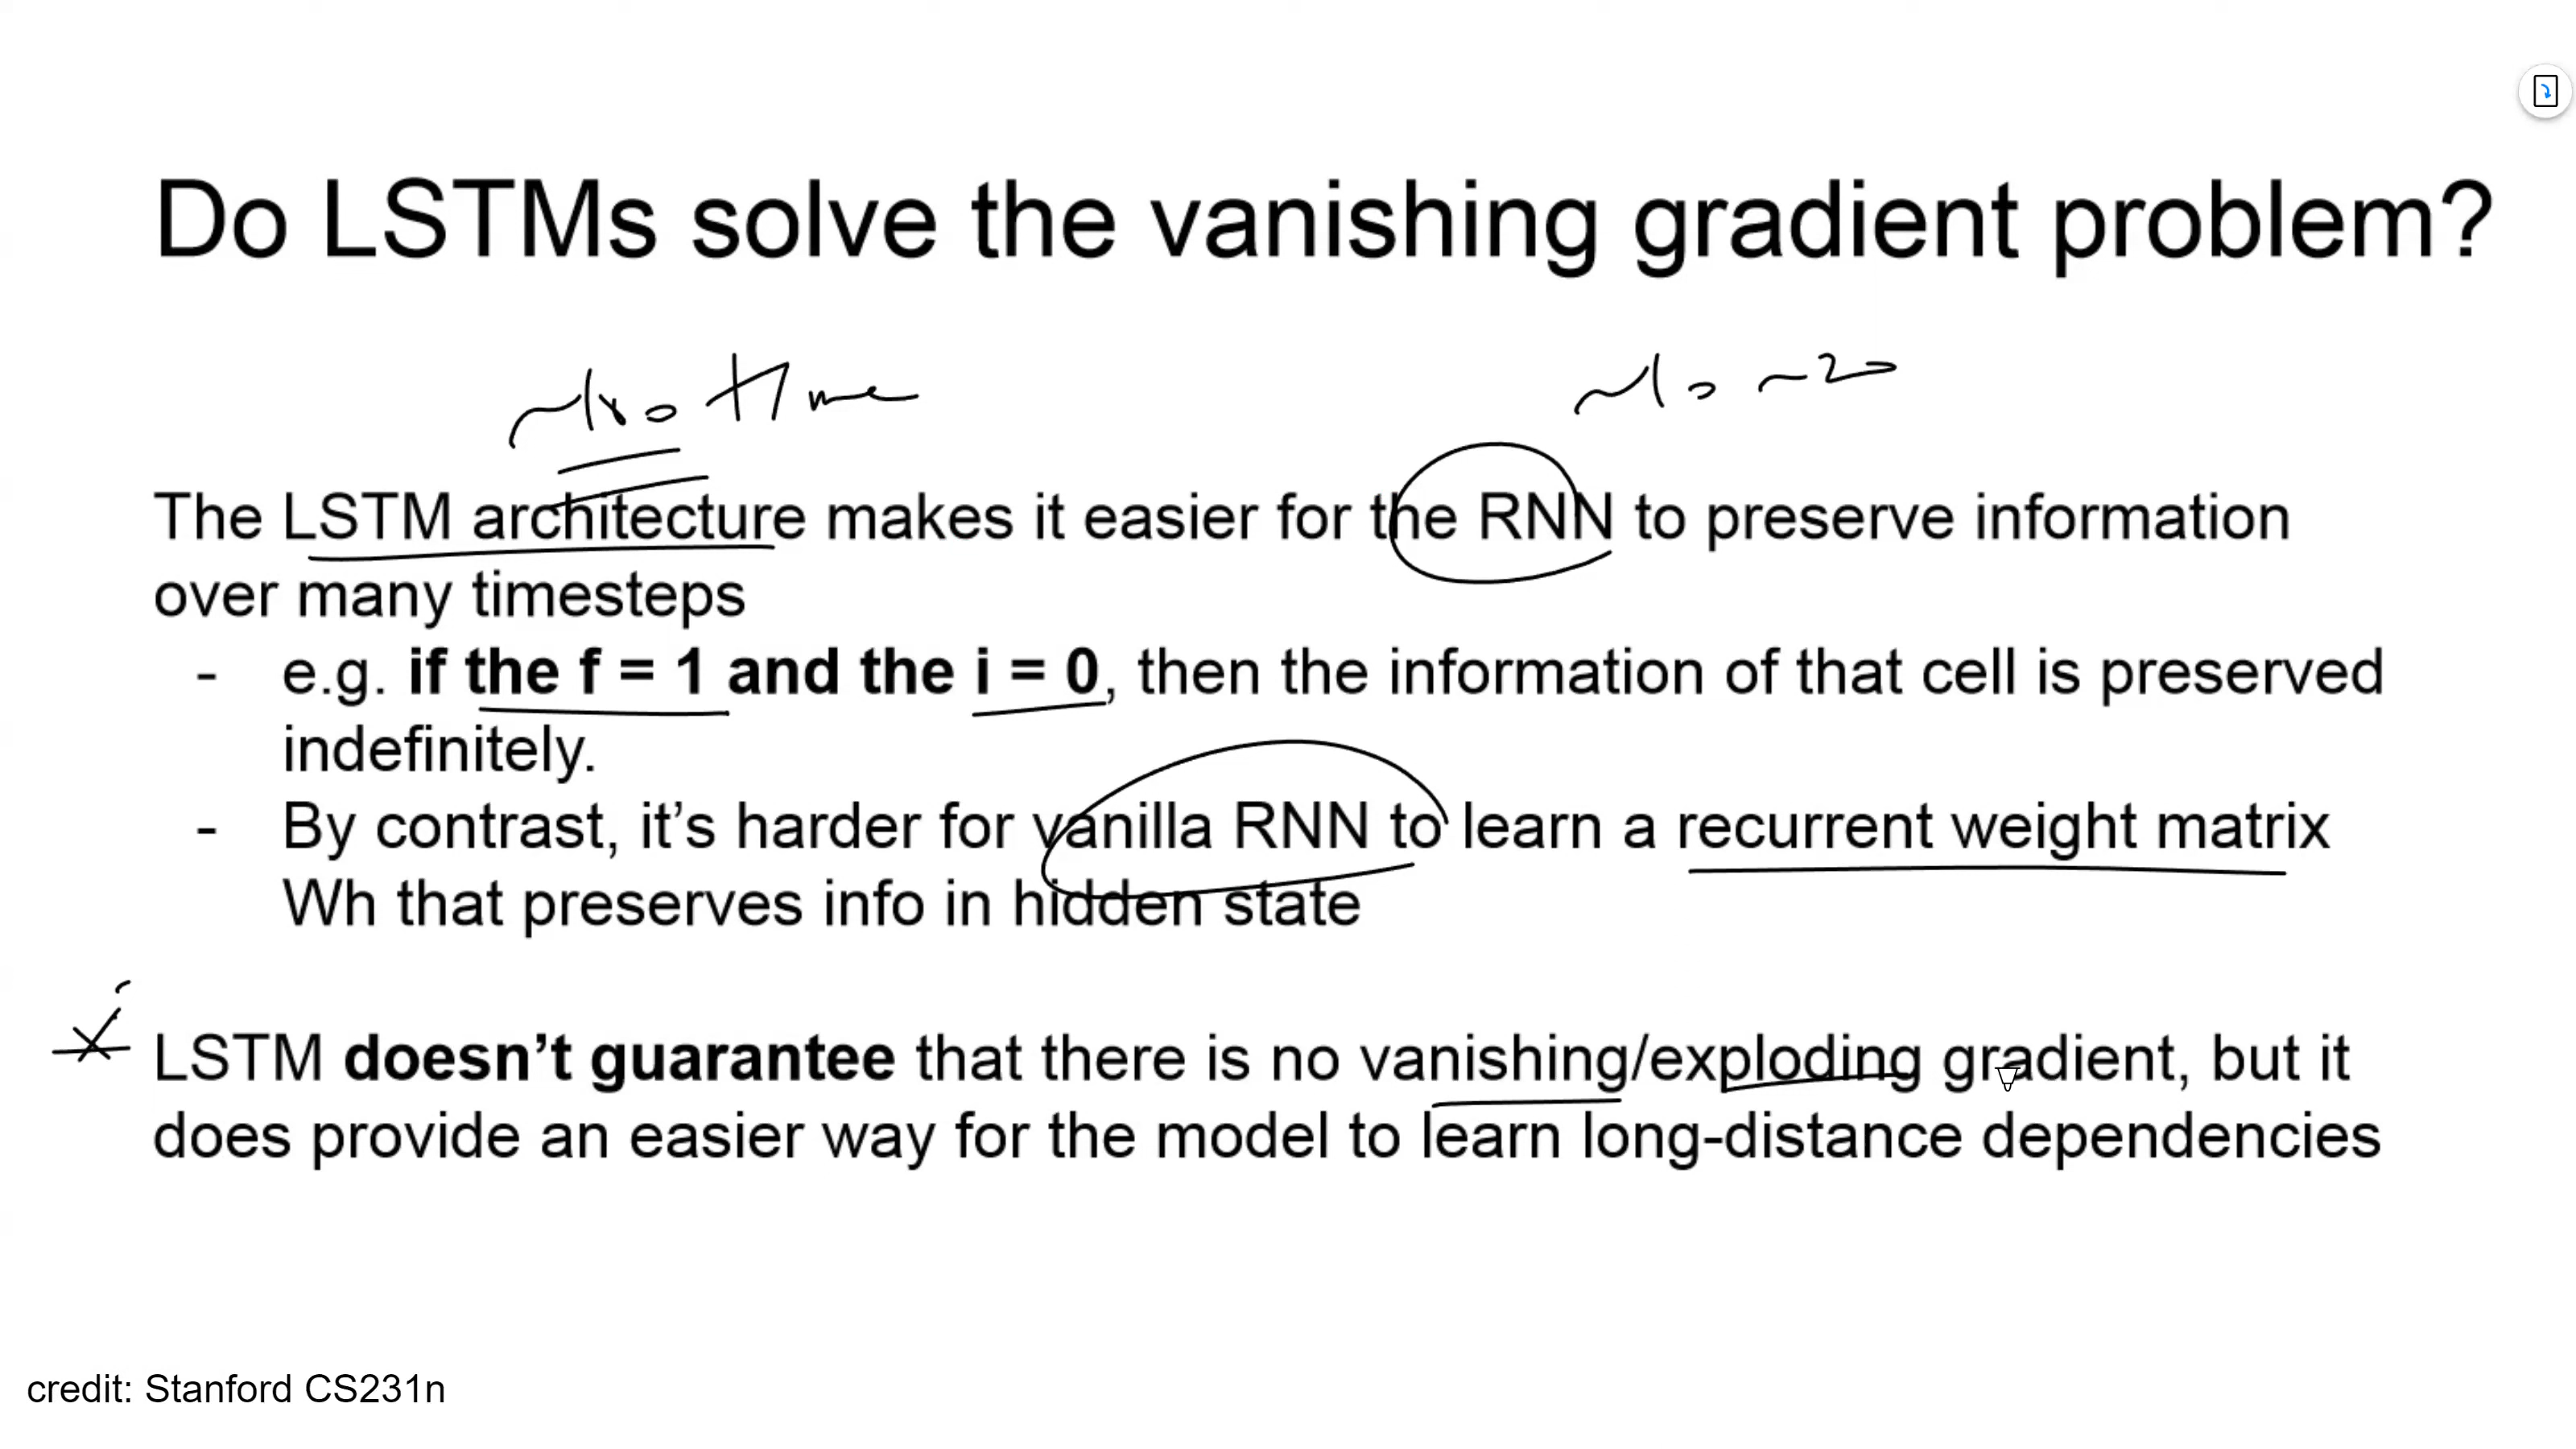 Do LSTMs solve the vanishing gradient problem?
~100 time ~10 ~20
The LSTM architecture makes it easier for the RNN to preserve information
over many timesteps
- e.g. if the f = 1 and the i = 0, then the information of that cell is preserved
indefinitely.
- By contrast, it’s harder for vanilla RNN to learn a recurrent weight matrix
Wh that preserves info in hidden state
LSTM doesn’t guarantee that there is no vanishing/exploding gradient, but it
does provide an easier way for the model to learn long-distance dependencies
credit: Stanford CS231n